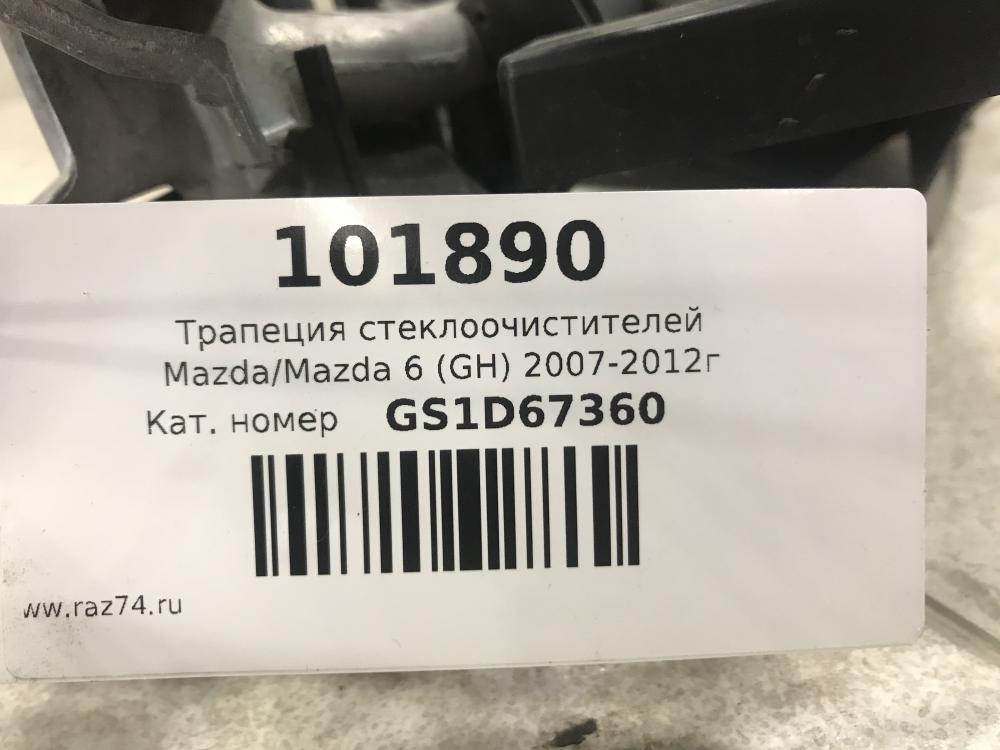 101890
Трапеция стеклоочистителей
Mazda/Mazda 6 (GH) 2007-2012г
Кат. номер GS1D67360
ww.raz74.ru